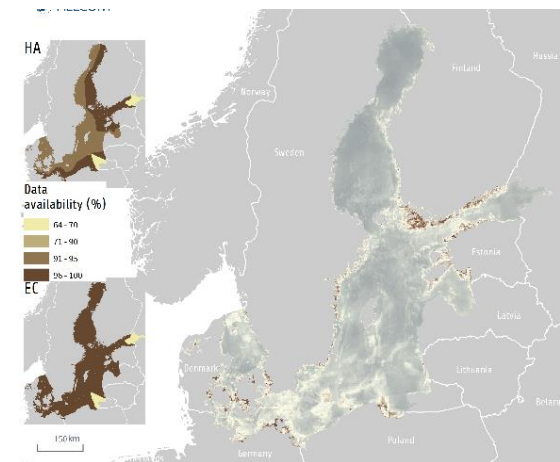 HA
Data
availability (%)
64 - 70
71 - 90
91 - 95
96 - 100
EC
150 km
Norway
Finland
Russia
Sweden
Estonia
Latvia
Denmark
Lithuania
Poland
Germany